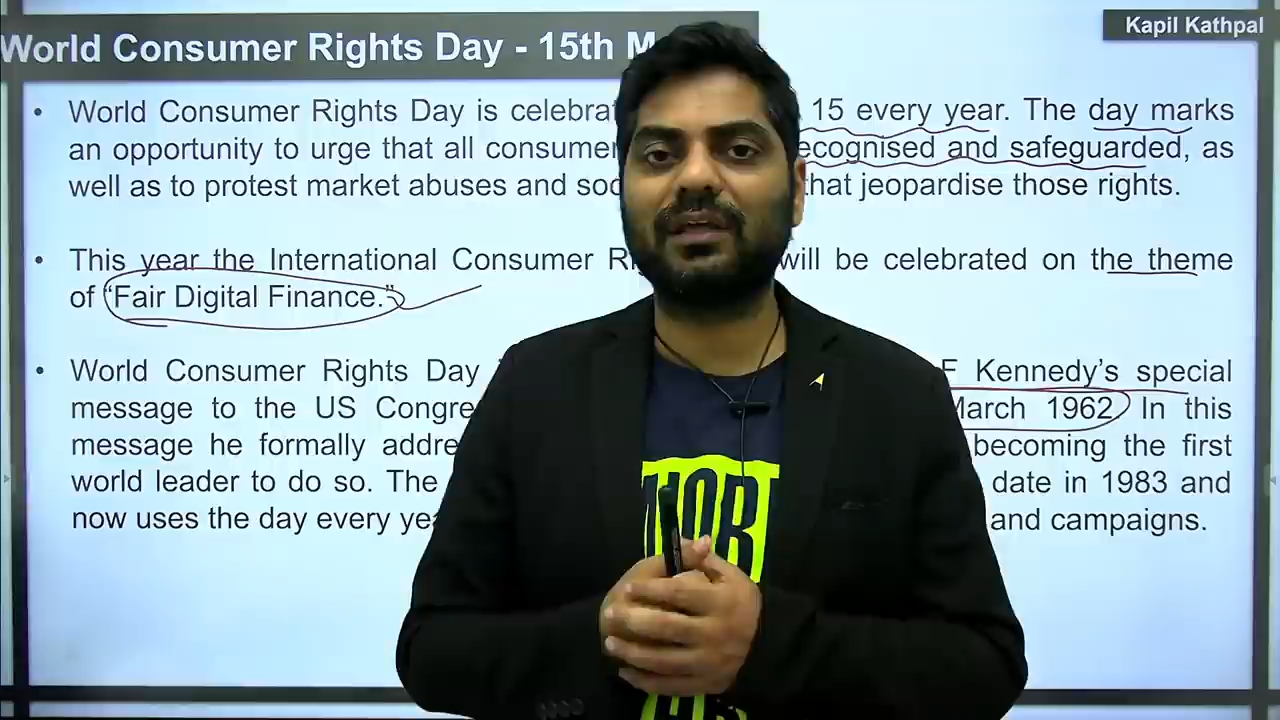 World Consumer Rights Day - 15th M
Kapil Kathpal
• World Consumer Rights Day is celebrat 15 every year. The day marks
an opportunity to urge that all consumer ecognised and safeguarded, as
well as to protest market abuses and soc that jeopardise those rights.
• This year the International Consumer Ri will be celebrated on the theme
of “Fair Digital Finance.”
• World Consumer Rights Day F Kennedy’s special
message to the US Congre March 1962 In this
message he formally addre becoming the first
world leader to do so. The date in 1983 and
now uses the day every yea and campaigns.